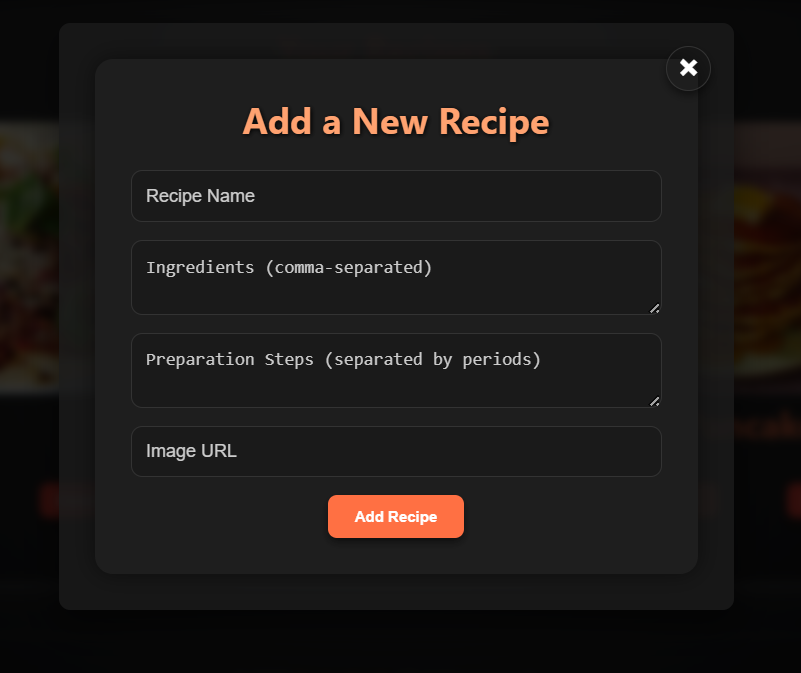 ✖
Add a New Recipe
Recipe Name
Ingredients (comma-separated)
Preparation Steps (separated by periods)
Image URL
Add Recipe